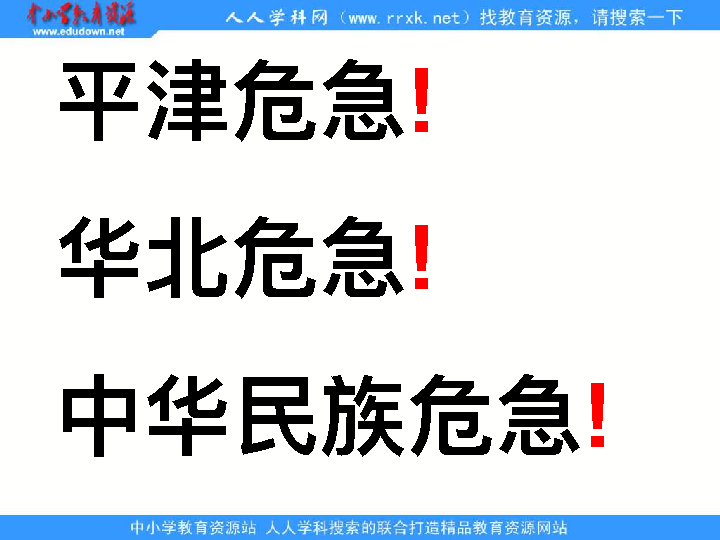 中小学教育资源
www.edudown.net
人人学科网（www.rrxk.net）找教育资源，请搜索一下
平津危急!
华北危急!
中华民族危急!
中小学教育资源站 人人学科搜索的联合打造精品教育资源网站